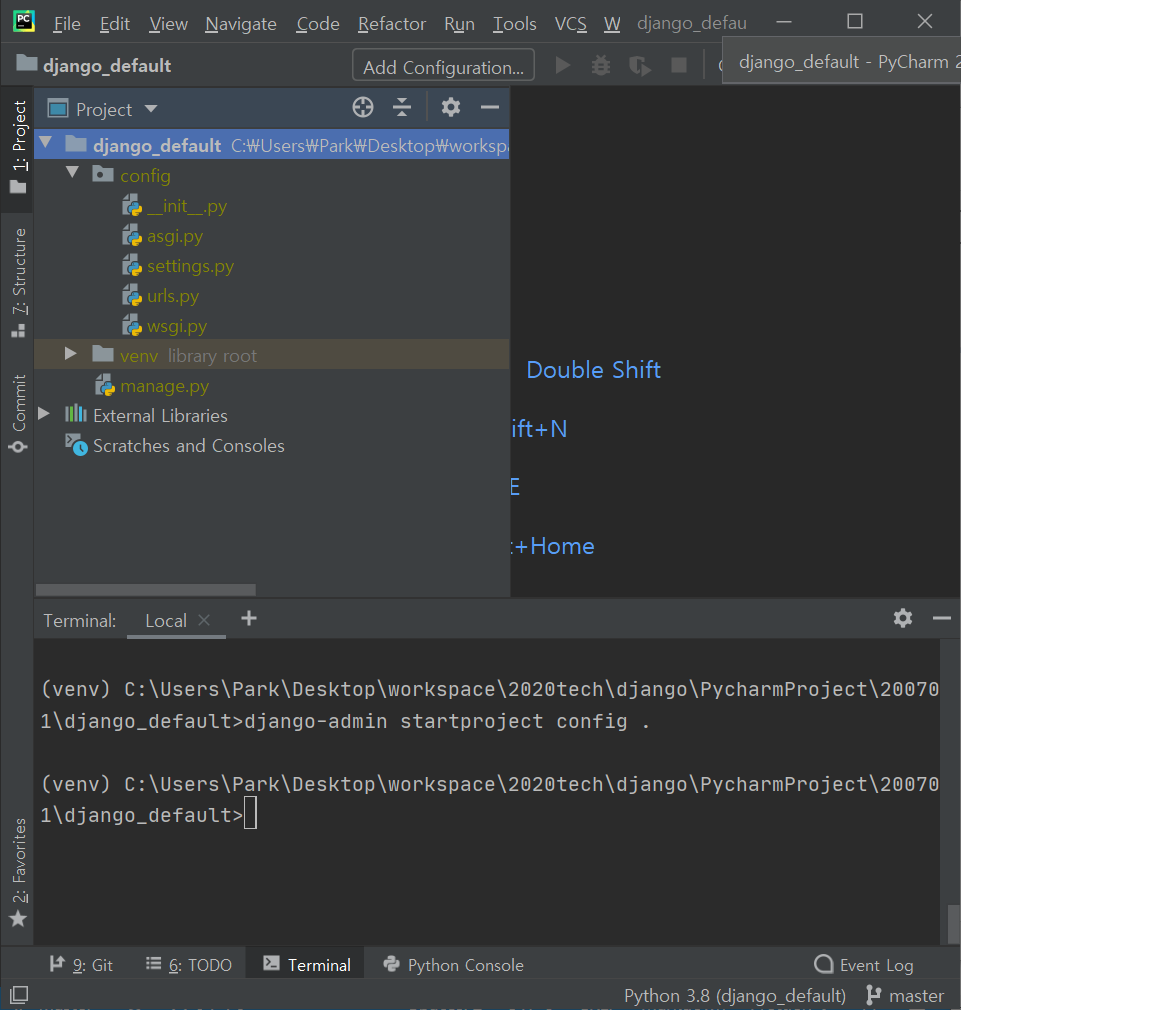 PC File Edit View Navigate Code Refactor Run Tools VCS W django_defau
django_default Add Configuration...
django_default - PyCharm 2
1: Project
7: Structure
Commit
2: Favorites
Project
django_default C:₩Users₩Park₩Desktop₩workspa
config
__init__.py
asgi.py
settings.py
urls.py
wsgi.py
venv library root
manage.py
External Libraries
Scratches and Consoles
Double Shift
ift+N
E
+Home
Terminal: Local
(venv) C:\Users\Park\Desktop\workspace\2020tech\django\PycharmProject\20070
1\django_default>django-admin startproject config .
(venv) C:\Users\Park\Desktop\workspace\2020tech\django\PycharmProject\20070
1\django_default>
9: Git 6: TODO Terminal Python Console Event Log
Python 3.8 (django_default) master